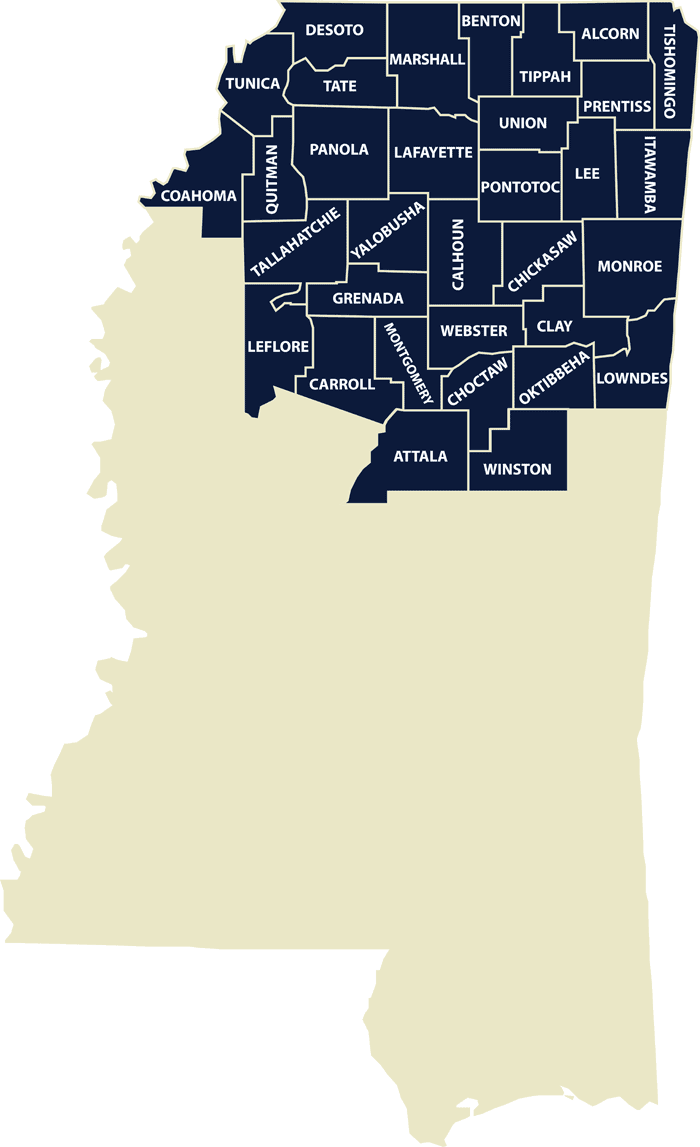 DESOTO
MARSHALL
BENTON
TIPPAH
ALCORN
TISHOMINGO
TUNICA
TATE
PRENTISS
UNION
PANOLA
LAFAYETTE
COAHOMA
QUITMAN
PONTOTOC
LEE
ITAWAMBA
TALLAHATCHIE
YALOBUSHA
CALHOUN
CHICKASAW
MONROE
GRENADA
WEBSTER
CLAY
LEFLORE
CARROLL
MONTGOMERY
CHOCTAW
OKTIBBEHA
LOWNDES
ATTALA
WINSTON